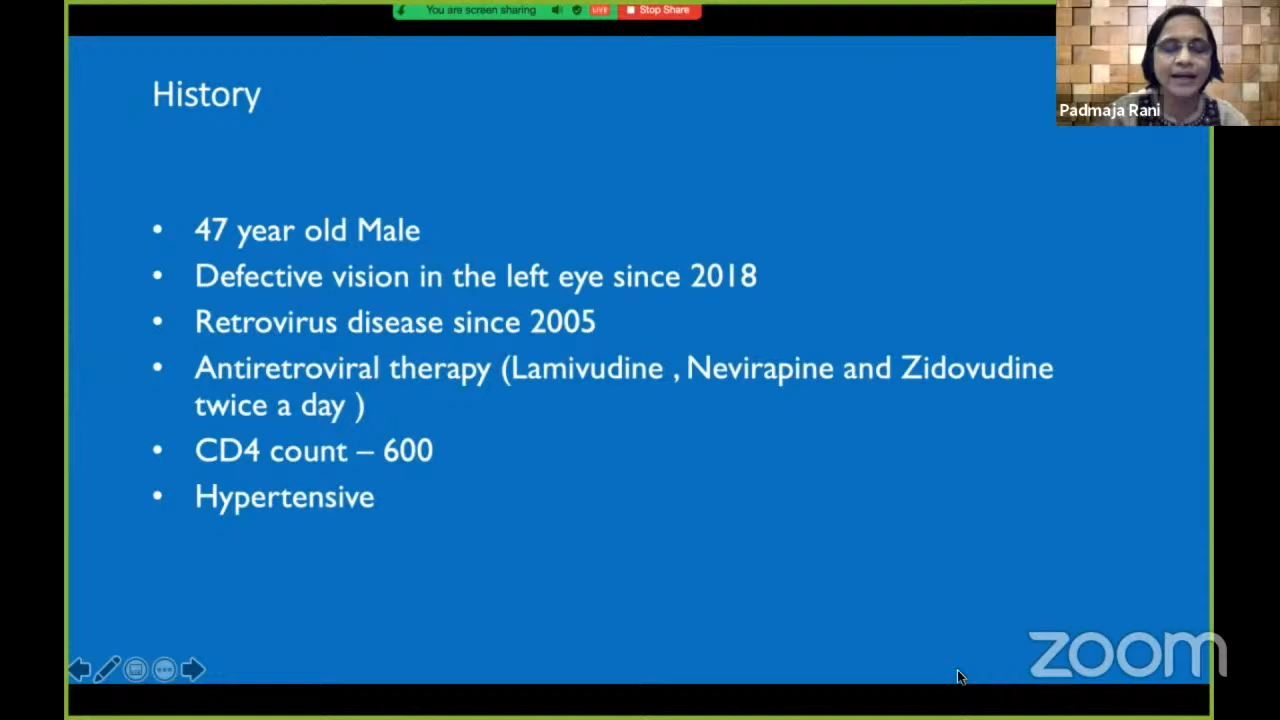 You are screen sharing LIVE Stop Share
History
Padmaja Rani
• 47 year old Male
• Defective vision in the left eye since 2018
• Retrovirus disease since 2005
• Antiretroviral therapy (Lamivudine , Nevirapine and Zidovudine
twice a day )
• CD4 count – 600
• Hypertensive
zoom